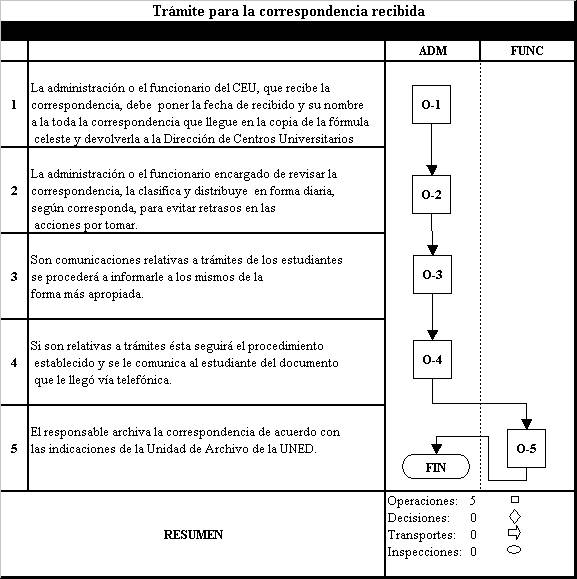 Trámite para la correspondencia recibida
ADM FUNC
1
La administración o el funcionario del CEU, que recibe la
correspondencia, debe poner la fecha de recibido y su nombre
a la toda la correspondencia que llegue en la copia de la fórmula
celeste y devolverla a la Dirección de Centros Universitarios
O-1
2
La administración o el funcionario encargado de revisar la
correspondencia, la clasifica y distribuye en forma diaria,
según corresponda, para evitar retrasos en las
acciones por tomar.
O-2
3
Son comunicaciones relativas a trámites de los estudiantes
se procederá a informarle a los mismos de la
forma más apropiada.
O-3
4
Si son relativas a trámites ésta seguirá el procedimiento
establecido y se le comunica al estudiante del documento
que le llegó vía telefónica.
O-4
5
El responsable archiva la correspondencia de acuerdo con
las indicaciones de la Unidad de Archivo de la UNED.
O-5
FIN
RESUMEN
Operaciones: 5
Decisiones: 0
Transportes: 0
Inspecciones: 0